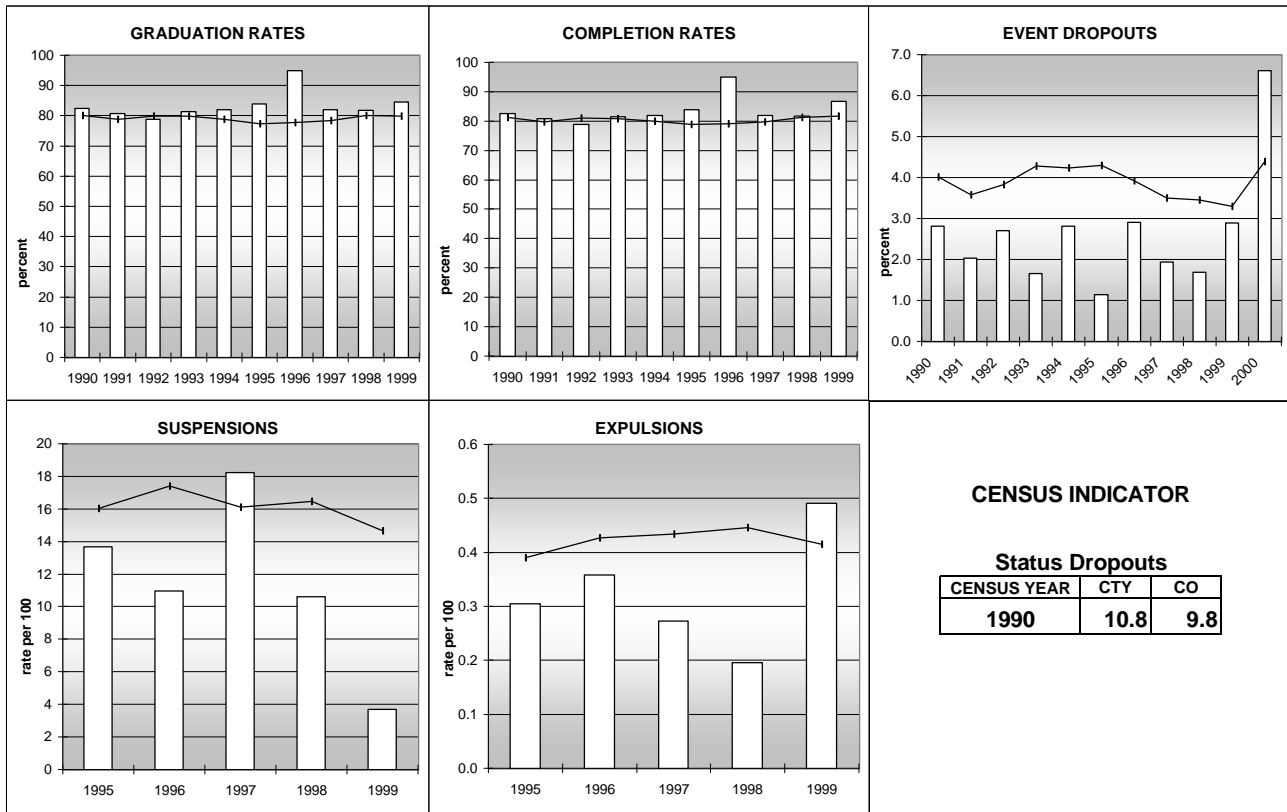 GRADUATION RATES
100
90
80
70
60
50
40
30
20
10
0
percent
1990 1991 1992 1993 1994 1995 1996 1997 1998 1999
COMPLETION RATES
100
90
80
70
60
50
40
30
20
10
0
percent
1990 1991 1992 1993 1994 1995 1996 1997 1998 1999
EVENT DROPOUTS
7.0
6.0
5.0
4.0
3.0
2.0
1.0
0.0
percent
1990 1991 1992 1993 1994 1995 1996 1997 1998 1999 2000
SUSPENSIONS
20
18
16
14
12
10
8
6
4
2
0
rate per 100
1995 1996 1997 1998 1999
EXPULSIONS
0.6
0.5
0.4
0.3
0.2
0.1
0.0
rate per 100
1995 1996 1997 1998 1999
CENSUS INDICATOR
Status Dropouts
CENSUS YEAR CTY CO
1990 10.8 9.8